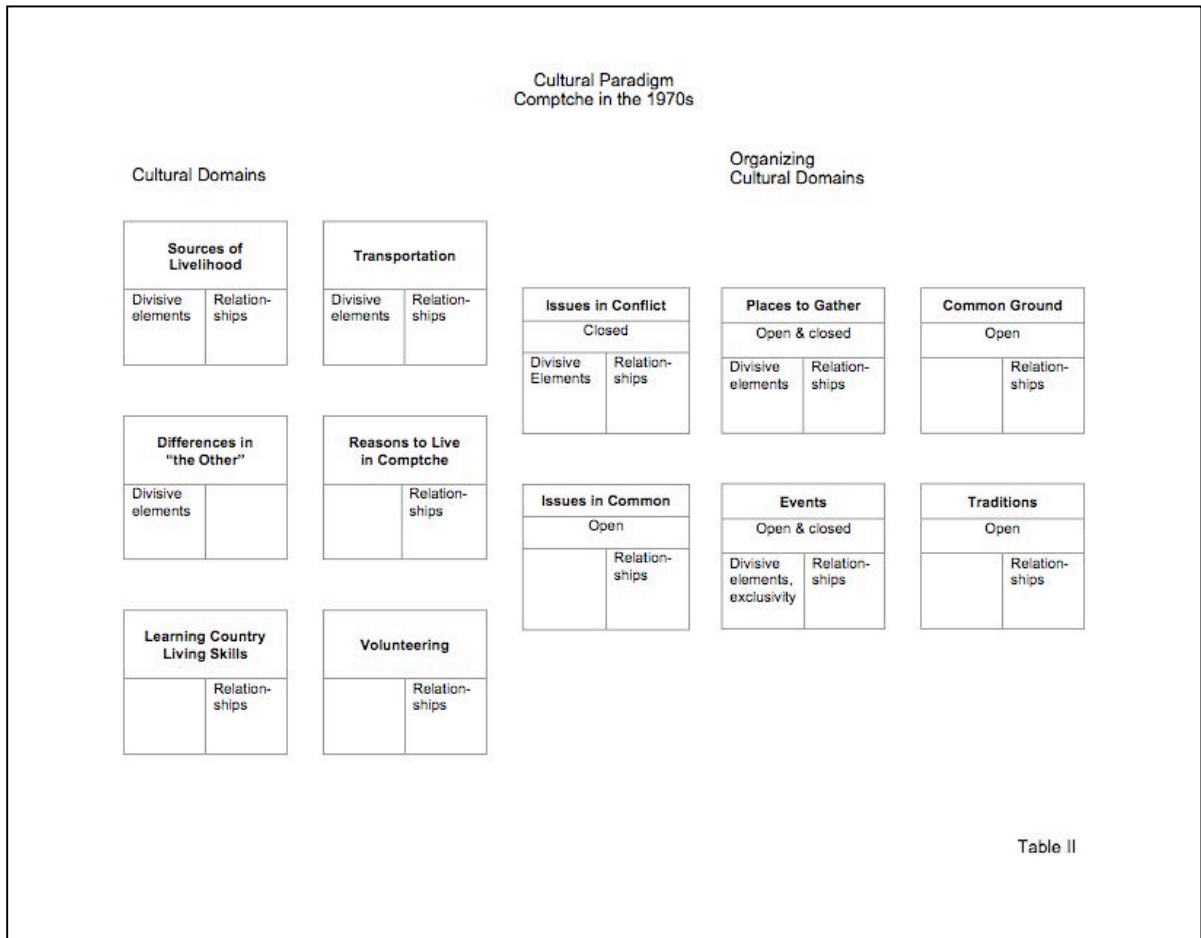 Cultural Paradigm
Comptche in the 1970s
Cultural Domains
Organizing
Cultural Domains
Sources of
Livelihood
Divisive
elements
Relation-
ships
Transportation
Divisive
elements
Relation-
ships
Differences in
“the Other”
Divisive
elements
Reasons to Live
in Comptche
Relation-
ships
Learning Country
Living Skills
Relation-
ships
Volunteering
Relation-
ships
Issues in Conflict
Closed
Divisive
Elements
Relation-
ships
Places to Gather
Open & closed
Divisive
elements
Relation-
ships
Common Ground
Open
Relation-
ships
Issues in Common
Open
Relation-
ships
Events
Open & closed
Divisive
elements,
exclusivity
Relation-
ships
Traditions
Open
Relation-
ships
Table II